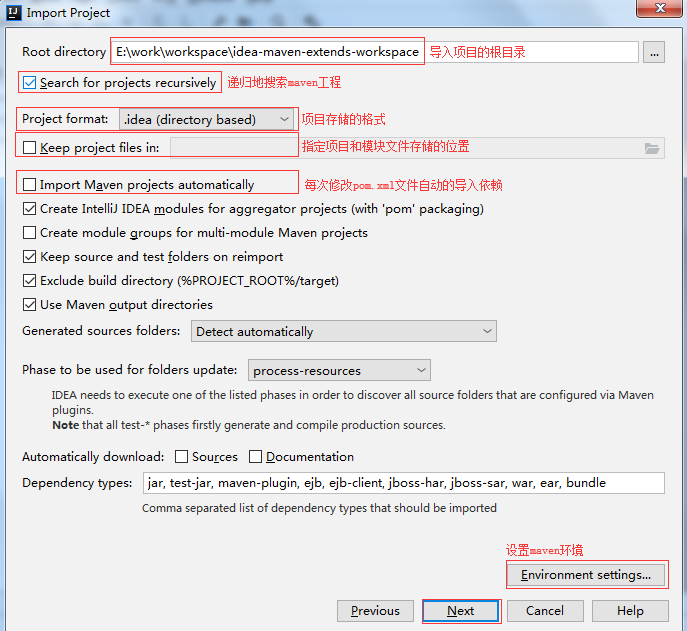 IJ Import Project
Root directory E:\work\workspace\idea-maven-extends-workspace 导入项目的根目录 ...
Search for projects recursively 递归地搜索maven工程
Project format: .idea (directory based) 项目存储的格式
Keep project files in: 指定项目和模块文件存储的位置
Import Maven projects automatically 每次修改pom.xml文件自动的导入依赖
Create IntelliJ IDEA modules for aggregator projects (with 'pom' packaging)
Create module groups for multi-module Maven projects
Keep source and test folders on reimport
Exclude build directory (%PROJECT_ROOT%/target)
Use Maven output directories
Generated sources folders: Detect automatically
Phase to be used for folders update: process-resources
IDEA needs to execute one of the listed phases in order to discover all source folders that are configured via Maven
plugins.
Note that all test-* phases firstly generate and compile production sources.
Automatically download: Sources Documentation
Dependency types: jar, test-jar, maven-plugin, ejb, ejb-client, jboss-har, jboss-sar, war, ear, bundle
Comma separated list of dependency types that should be imported
设置maven环境
Environment settings...
Previous Next Cancel Help